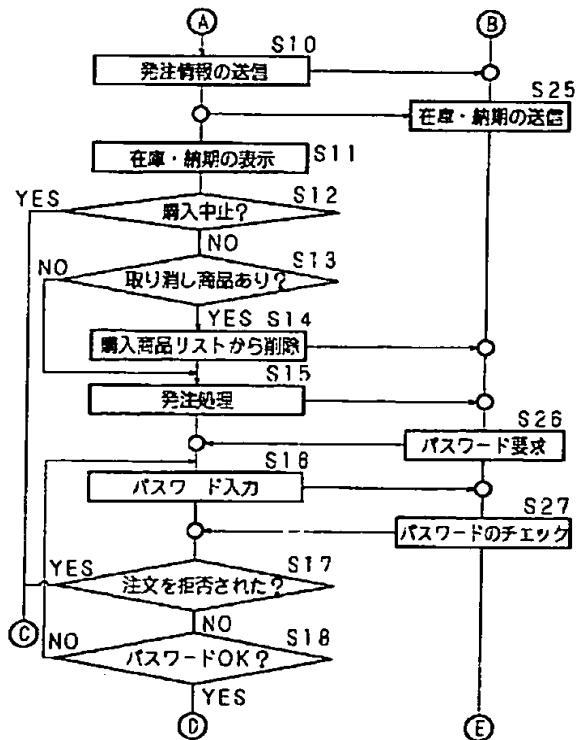 A
B
S10
発注情報の送信
S25
在庫・納期の送信
在庫・納期の表示
S11
YES
S12
購入中止?
NO
NO
S13
取り消し商品あり?
YES S14
購入商品リストから削除
S15
発注処理
S26
パスワード要求
S16
パスワード入力
S27
パスワードのチェック
YES
S17
注文を拒否された?
NO
C
NO
S18
パスワードOK?
YES
D
E